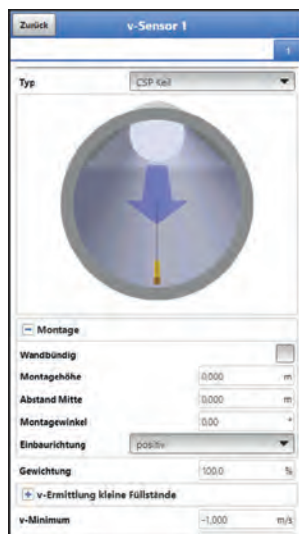 Zurück v-Sensor 1
1
Typ CSP Keil
Montage
Wandbündig
Montagehöhe 0.000 m
Abstand Mitte 0.000 m
Montagewinkel 0.00 °
Einbaurichtung positiv
Gewichtung 100.0 %
v-Ermittlung kleine Füllstände
v-Minimum -1.000 m/s